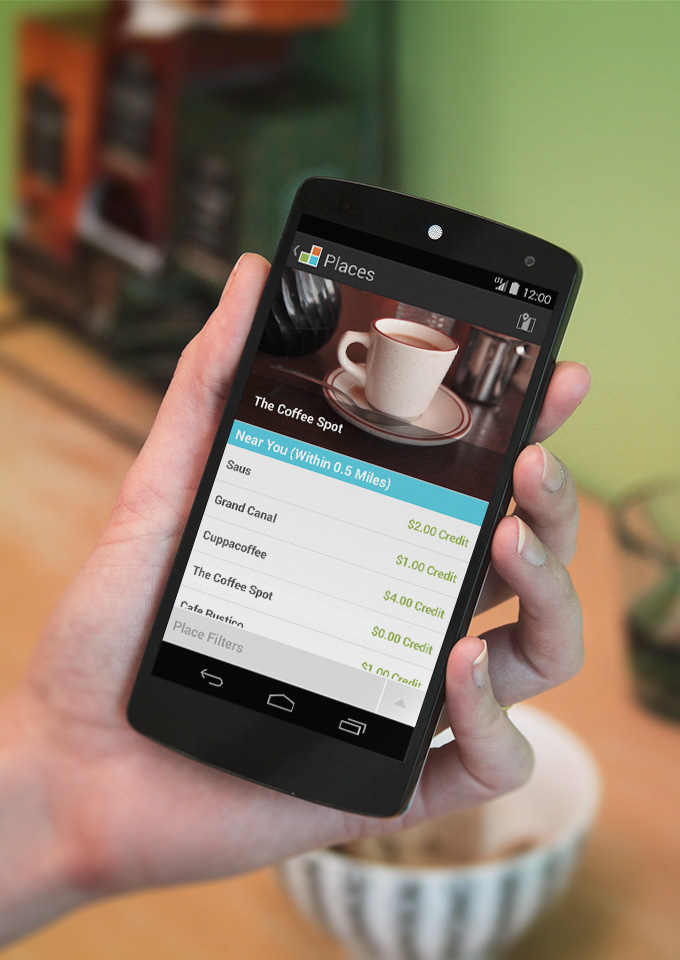 LTE 12:00
Places
The Coffee Spot
Near You (Within 0.5 Miles)
Saus $2.00 Credit
Grand Canal $1.00 Credit
Cuppacoffee $4.00 Credit
The Coffee Spot $0.00 Credit
Cafe Rustico $1.00 Credit
Place Filters